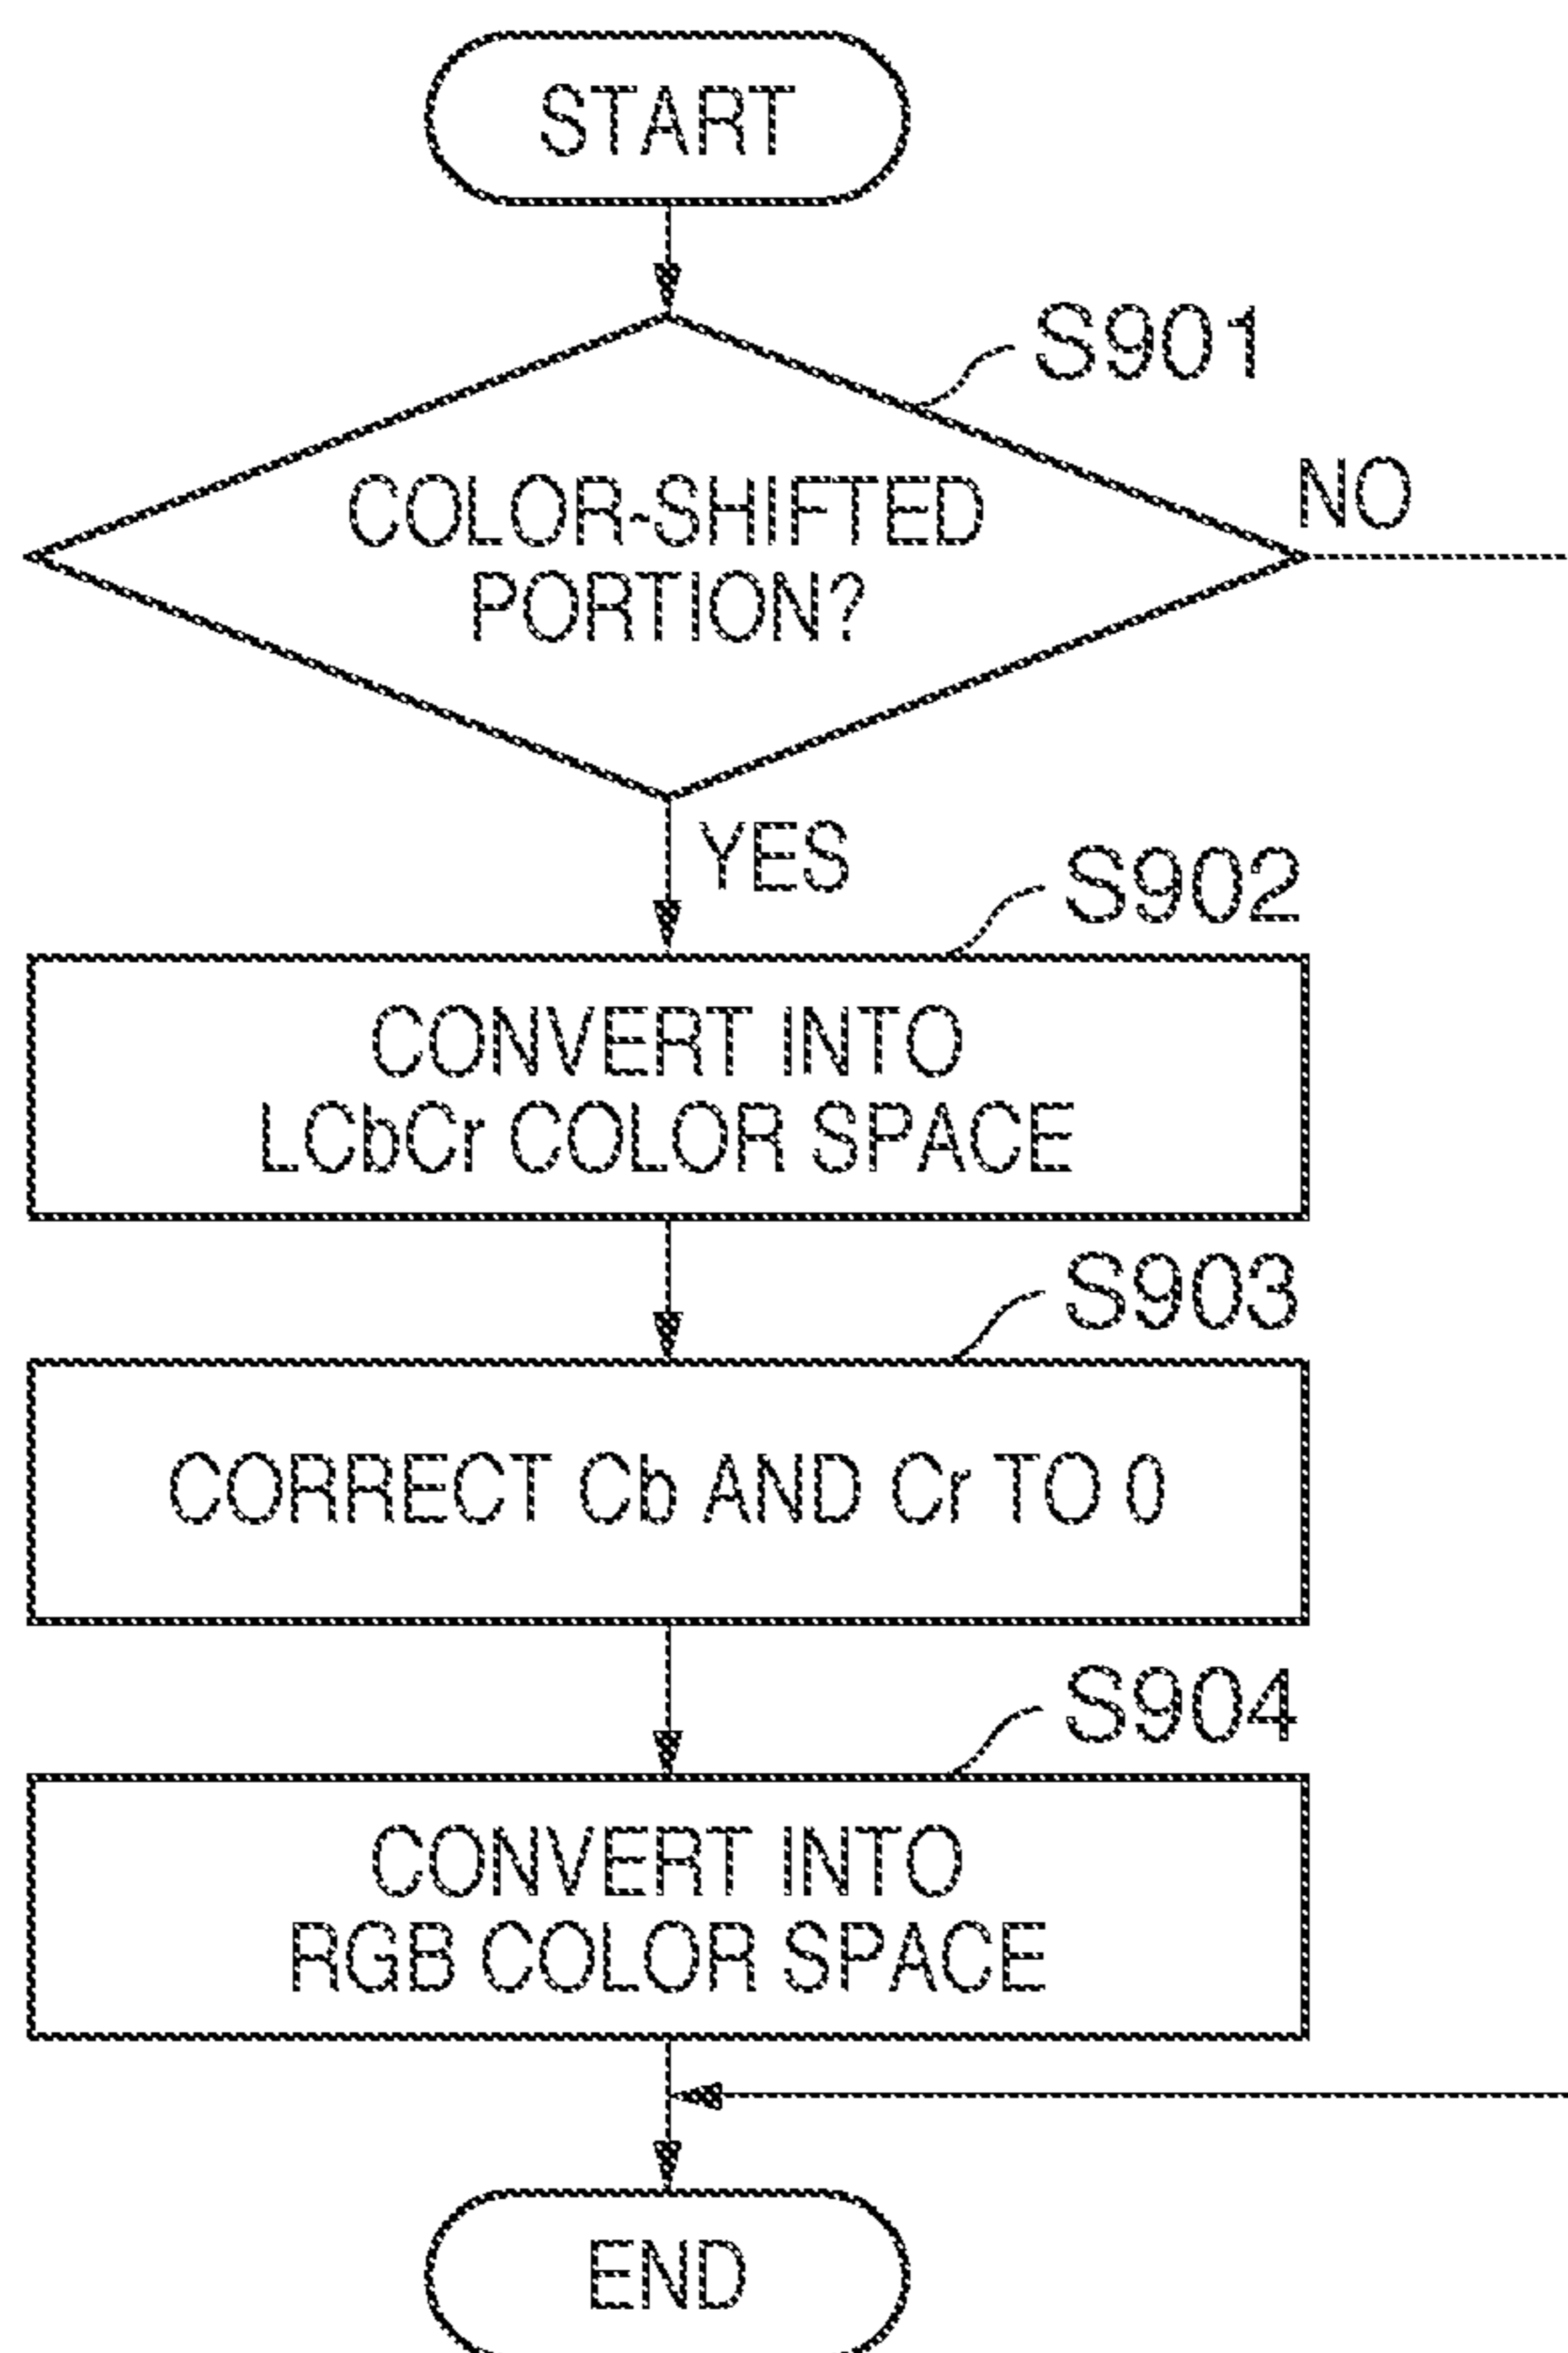 START
S901
COLOR-SHIFTED
PORTION?
NO
YES
S902
CONVERT INTO
LCbCr COLOR SPACE
S903
CORRECT Cb AND Cr TO 0
S904
CONVERT INTO
RGB COLOR SPACE
END